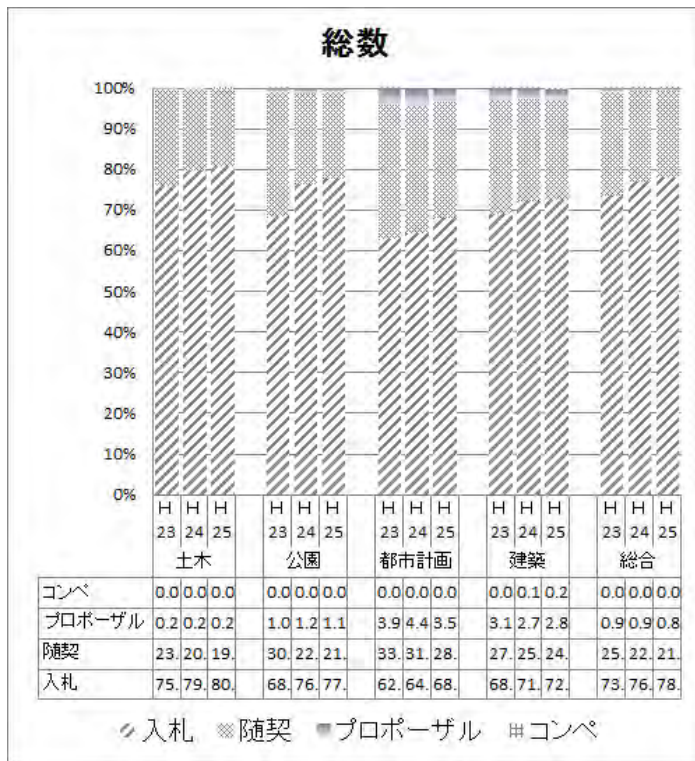 総数
100%
90%
80%
70%
60%
50%
40%
30%
20%
10%
0%
H H H H H H H H H H H H H H H
23 24 25 23 24 25 23 24 25 23 24 25 23 24 25
土木 公園 都市計画 建築 総合
コンペ 0.0 0.0 0.0 0.0 0.0 0.0 0.0 0.0 0.0 0.0 0.1 0.2 0.0 0.0 0.0
プロポーザル 0.2 0.2 0.2 1.0 1.2 1.1 3.9 4.4 3.5 3.1 2.7 2.8 0.9 0.9 0.8
随契 23. 20. 19. 30. 22. 21. 33. 31. 28. 27. 25. 24. 25. 22. 21.
入札 75. 79. 80. 68. 76. 77. 62. 64. 68. 68. 71. 72. 73. 76. 78.
入札 随契 プロポーザル コンペ